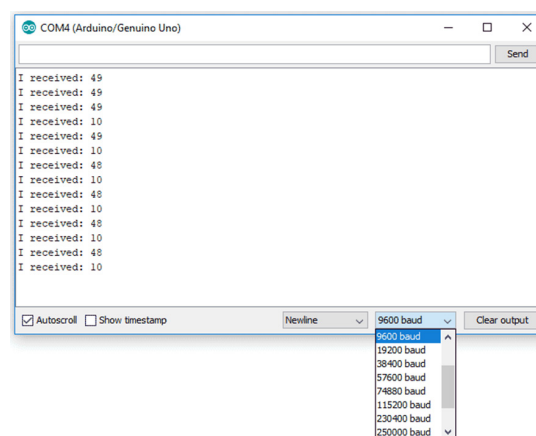 COM4 (Arduino/Genuino Uno)
Send
I received: 49
I received: 49
I received: 49
I received: 10
I received: 49
I received: 10
I received: 48
I received: 10
I received: 48
I received: 10
I received: 48
I received: 10
I received: 48
I received: 10
Autoscroll Show timestamp Newline 9600 baud Clear output
9600 baud
19200 baud
38400 baud
57600 baud
74880 baud
115200 baud
230400 baud
250000 baud